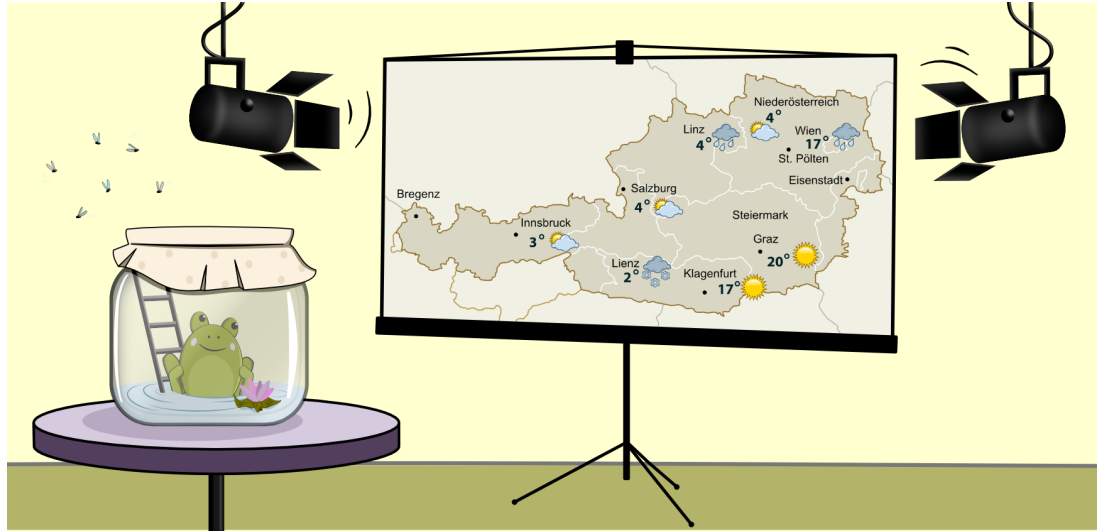 Niederösterreich
4°
Linz
4°
Wien
17°
St. Pölten
Eisenstadt
Salzburg
4°
Bregenz
Innsbruck
3°
Steiermark
Graz
20°
Lienz
2°
Klagenfurt
17°